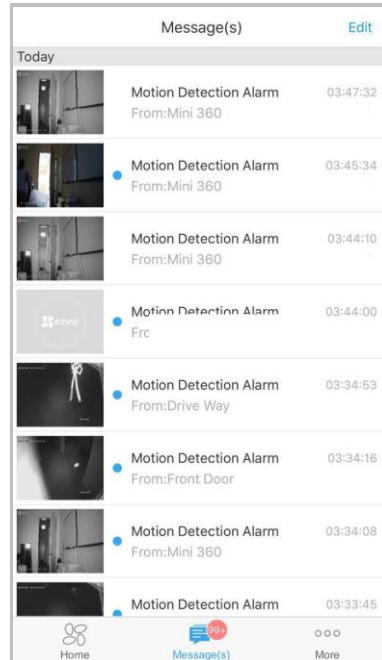 Message(s)
Edit
Today
Motion Detection Alarm 03:47:32
From:Mini 360
Motion Detection Alarm 03:45:34
From:Mini 360
Motion Detection Alarm 03:44:10
From:Mini 360
EZVIZ
Motion Detection Alarm 03:44:00
Motion Detection Alarm 03:34:53
From:Drive Way
Motion Detection Alarm 03:34:16
From:Front Door
Motion Detection Alarm 03:34:08
From:Mini 360
Motion Detection Alarm 03:33:45
99+
Home
Message(s)
More